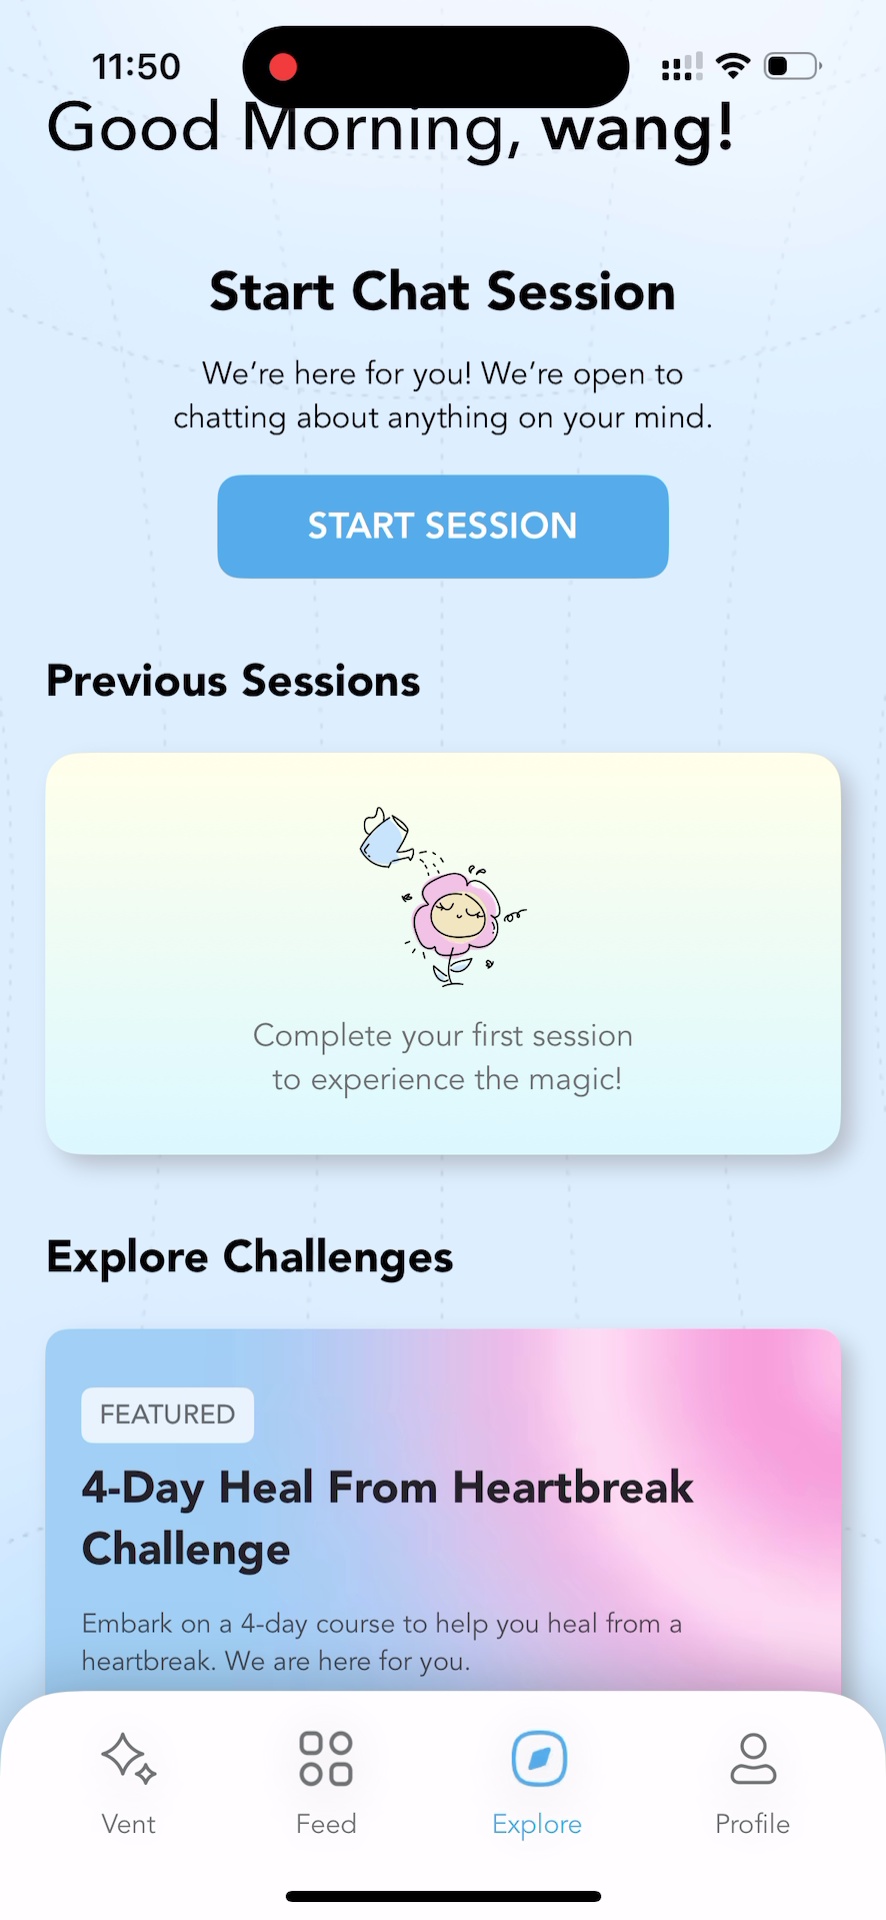 11:50
Good Morning, wang!
Start Chat Session
We’re here for you! We’re open to
chatting about anything on your mind.
START SESSION
Previous Sessions
Complete your first session
to experience the magic!
Explore Challenges
FEATURED
4-Day Heal From Heartbreak
Challenge
Embark on a 4-day course to help you heal from a
heartbreak. We are here for you.
Vent
Feed
Explore
Profile